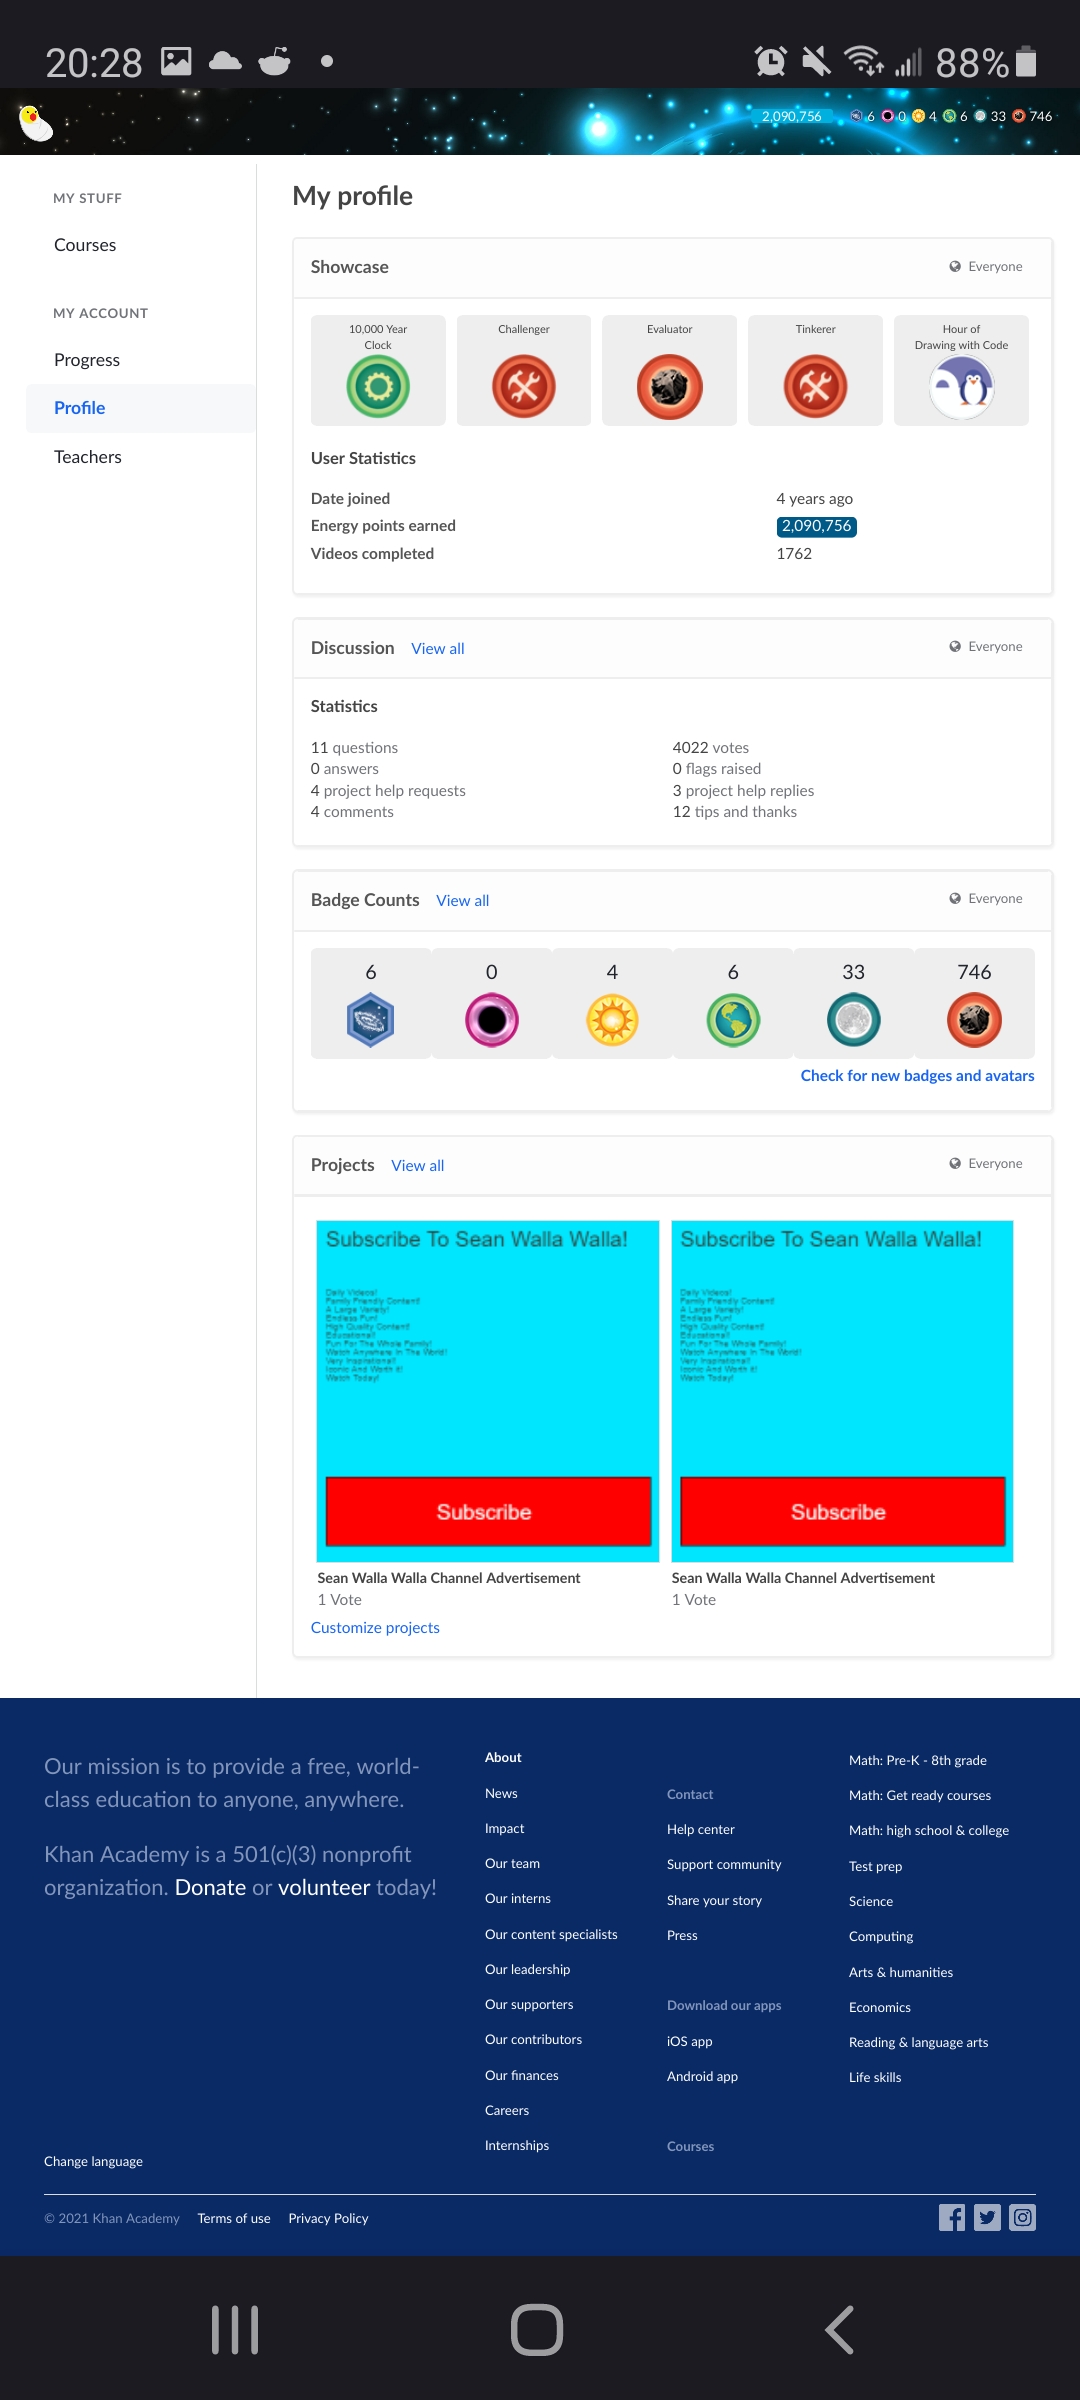 20:28
88%
2,090,756 6 0 4 6 33 746
MY STUFF
Courses
MY ACCOUNT
Progress
Profile
Teachers
My profile
Showcase
Everyone
10,000 Year
Clock
Challenger
Evaluator
Tinkerer
Hour of
Drawing with Code
User Statistics
Date joined 4 years ago
Energy points earned 2,090,756
Videos completed 1762
Discussion View all
Everyone
Statistics
11 questions
0 answers
4 project help requests
4 comments
4022 votes
0 flags raised
3 project help replies
12 tips and thanks
Badge Counts View all
Everyone
6 0 4 6 33 746
Check for new badges and avatars
Projects View all
Everyone
Subscribe To Sean Walla Walla!
Daily Videos!
Family Friendly Content!
A Large Variety!
Endless Fun!
High Quality Content!
Educational!
Fun For The Whole Family!
Watch Anywhere In The World!
Very Inspirational!
Iconic And Worth it!
Watch Today!
Subscribe
Sean Walla Walla Channel Advertisement
1 Vote
Subscribe To Sean Walla Walla!
Daily Videos!
Family Friendly Content!
A Large Variety!
Endless Fun!
High Quality Content!
Educational!
Fun For The Whole Family!
Watch Anywhere In The World!
Very Inspirational!
Iconic And Worth it!
Watch Today!
Subscribe
Sean Walla Walla Channel Advertisement
1 Vote
Customize projects
Our mission is to provide a free, world-
class education to anyone, anywhere.
Khan Academy is a 501(c)(3) nonprofit
organization. Donate or volunteer today!
About
News
Impact
Our team
Our interns
Our content specialists
Our leadership
Our supporters
Our contributors
Our finances
Careers
Internships
Contact
Help center
Support community
Share your story
Press
Download our apps
iOS app
Android app
Courses
Math: Pre-K - 8th grade
Math: Get ready courses
Math: high school & college
Test prep
Science
Computing
Arts & humanities
Economics
Reading & language arts
Life skills
Change language
© 2021 Khan Academy Terms of use Privacy Policy